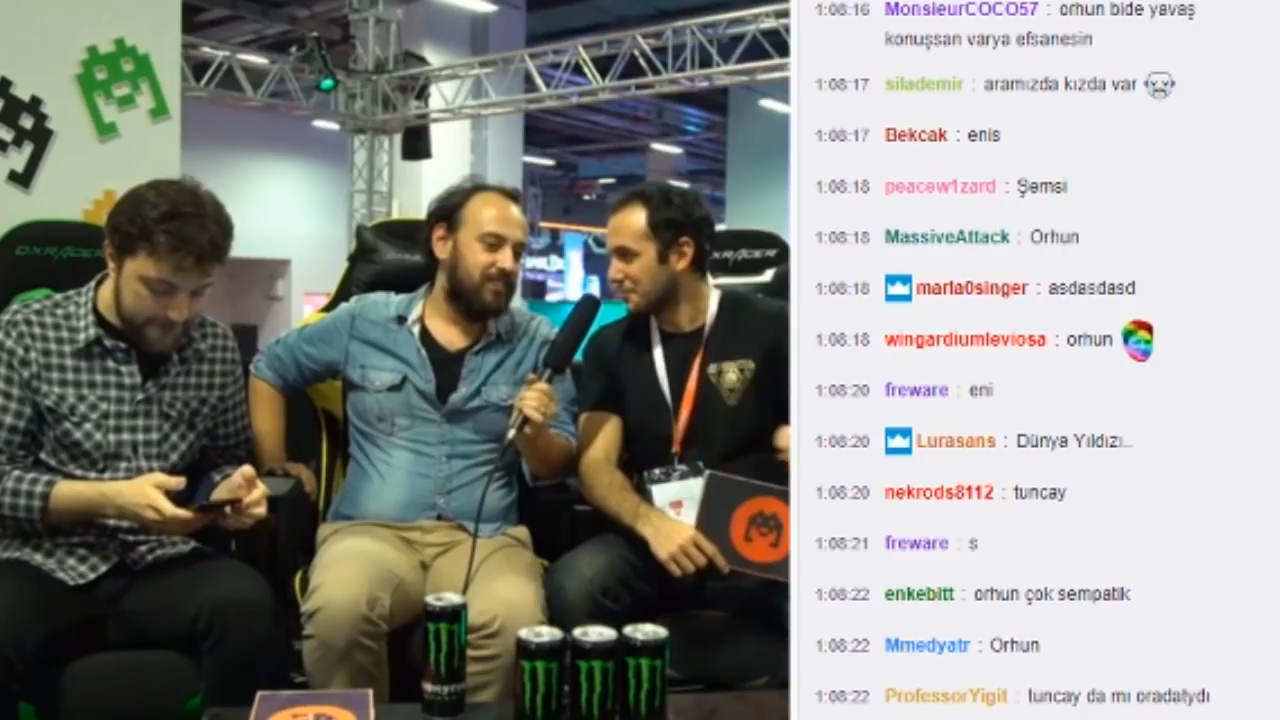 DXRACER
DXRACER
1:08:16 MonsieurCOCO57 : orhun bide yavaş
konuşsan varya efsanesin
1:08:17 silademir : aramızda kızda var
1:08:17 Bekcak : enis
1:08:18 peacew1zard : Şemsi
1:08:18 MassiveAttack : Orhun
1:08:18 marla0singer : asdasdasd
1:08:18 wingardiumleviosa : orhun
1:08:20 freware : eni
1:08:20 Lurasans : Dünya Yıldızı..
1:08:20 nekrods8112 : tuncay
1:08:21 freware : s
1:08:22 enkebitt : orhun çok sempatik
1:08:22 Mmedyatr : Orhun
1:08:22 ProfessorYigit : tuncay da mı oradatydı